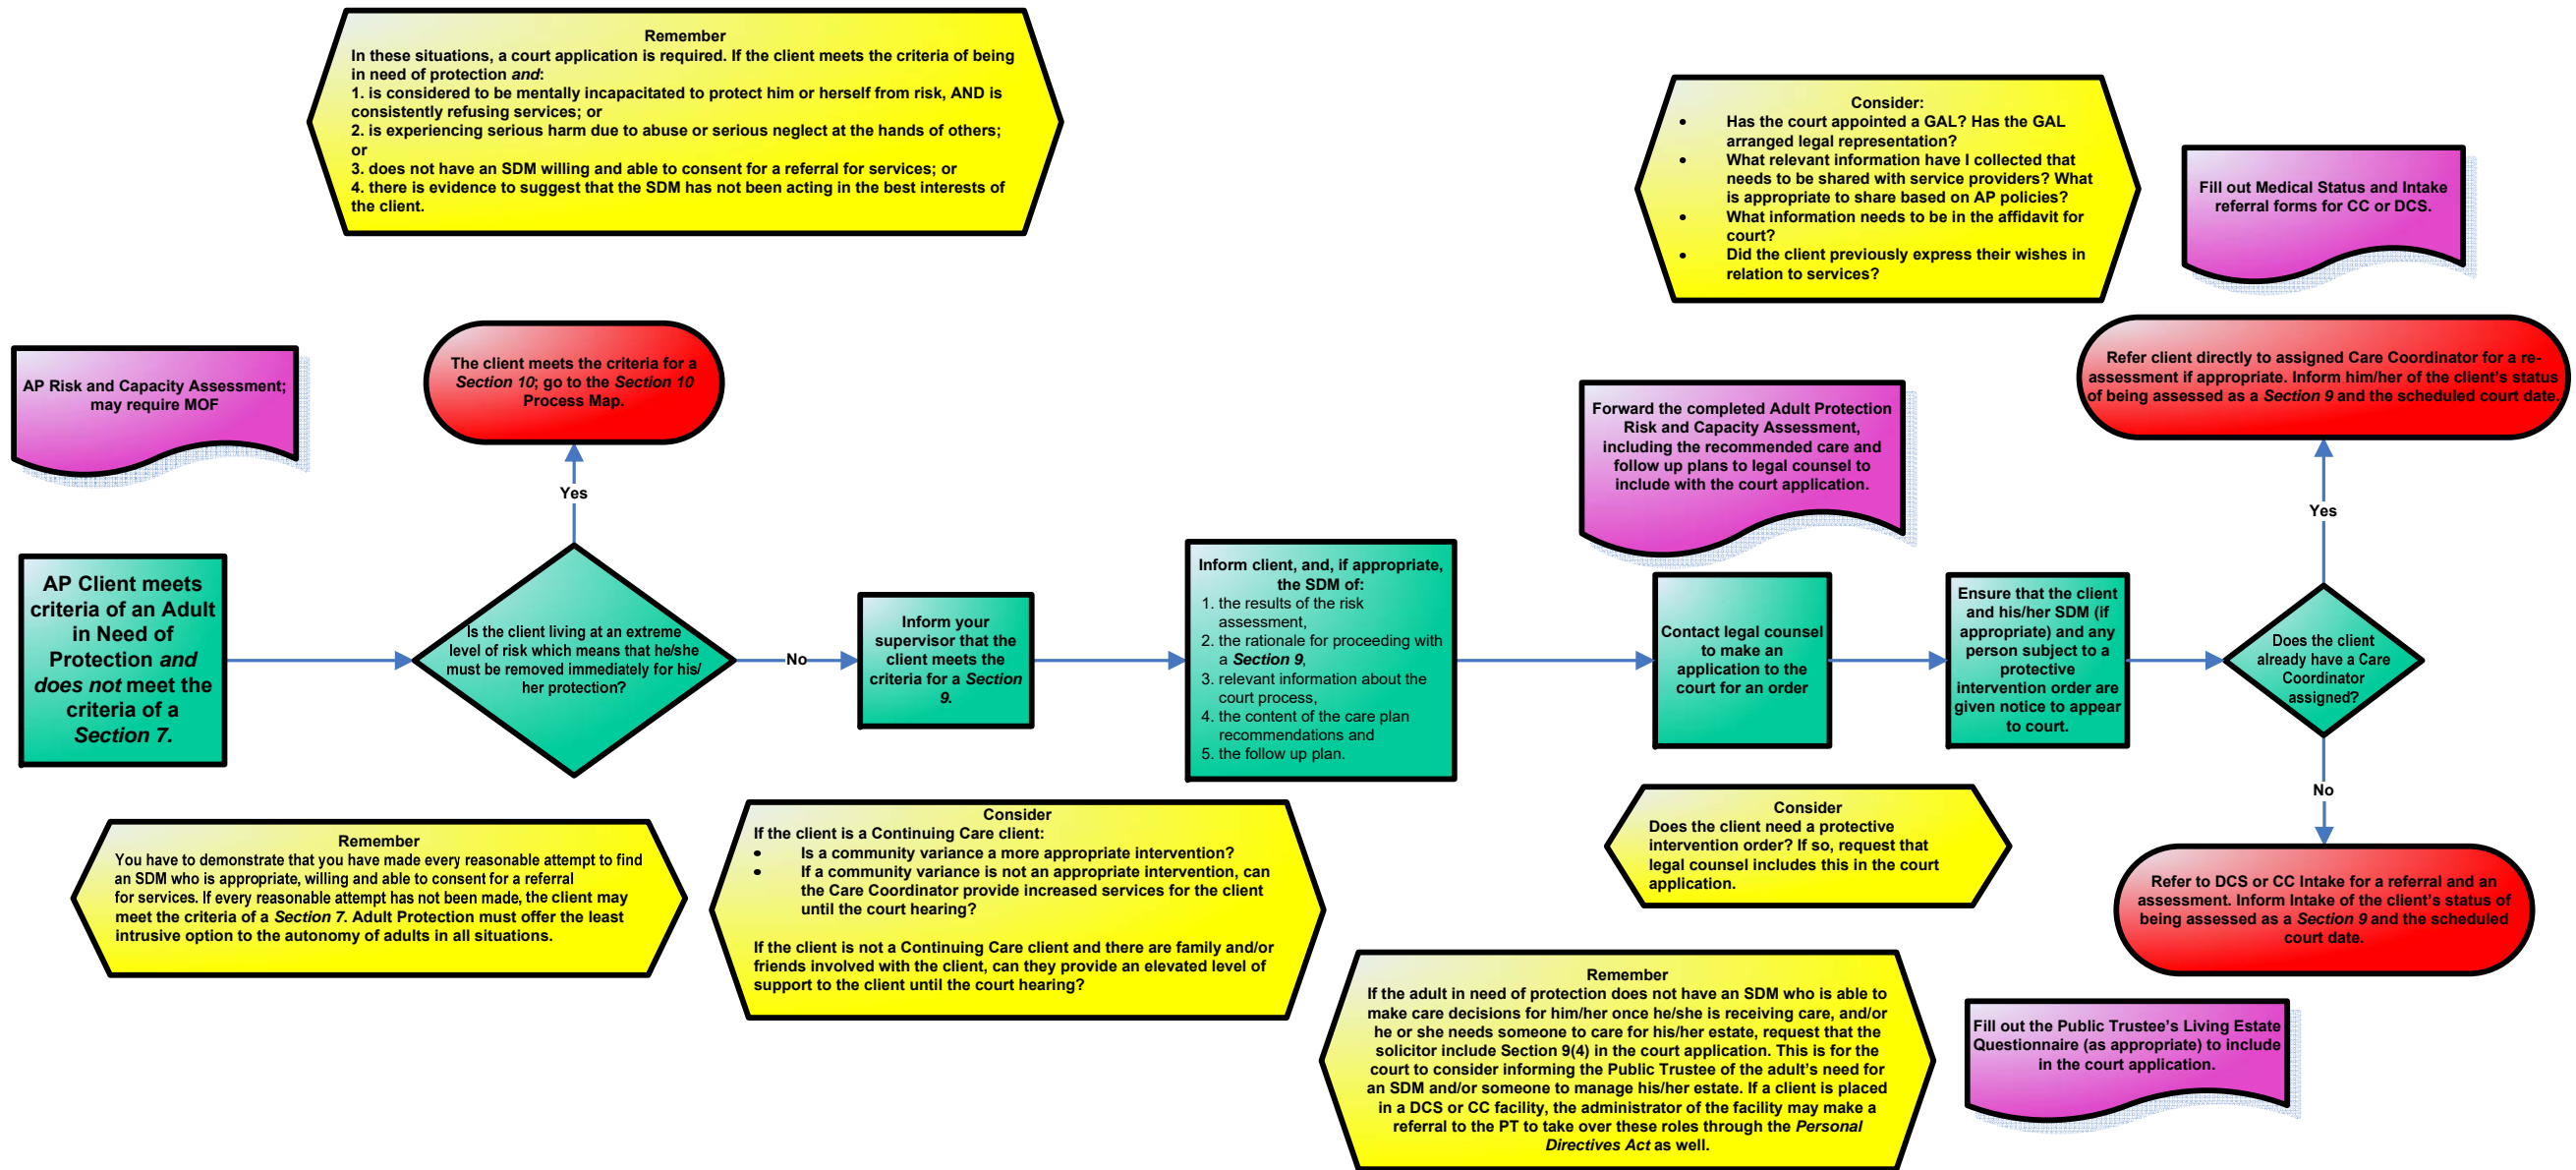 Remember
In these situations, a court application is required. If the client meets the criteria of being
in need of protection and:
1. is considered to be mentally incapacitated to protect him or herself from risk, AND is
consistently refusing services; or
2. is experiencing serious harm due to abuse or serious neglect at the hands of others;
or
3. does not have an SDM willing and able to consent for a referral for services; or
4. there is evidence to suggest that the SDM has not been acting in the best interests of
the client.
Consider:
• Has the court appointed a GAL? Has the GAL
arranged legal representation?
• What relevant information have I collected that
needs to be shared with service providers? What
is appropriate to share based on AP policies?
• What information needs to be in the affidavit for
court?
• Did the client previously express their wishes in
relation to services?
Fill out Medical Status and Intake
referral forms for CC or DCS.
AP Risk and Capacity Assessment;
may require MOF
The client meets the criteria for a
Section 10; go to the Section 10
Process Map.
Forward the completed Adult Protection
Risk and Capacity Assessment,
including the recommended care and
follow up plans to legal counsel to
include with the court application.
Refer client directly to assigned Care Coordinator for a re-
assessment if appropriate. Inform him/her of the client's status
of being assessed as a Section 9 and the scheduled court date.
Yes
Yes
AP Client meets
criteria of an Adult
in Need of
Protection and
does not meet the
criteria of a
Section 7.
Is the client living at an extreme
level of risk which means that he/she
must be removed immediately for his/
her protection?
No
Inform your
supervisor that the
client meets the
criteria for a Section
9.
Inform client, and, if appropriate,
the SDM of:
1. the results of the risk
assessment,
2. the rationale for proceeding with
a Section 9,
3. relevant information about the
court process,
4. the content of the care plan
recommendations and
5. the follow up plan.
Contact legal counsel
to make an
application to the
court for an order
Ensure that the client
and his/her SDM (if
appropriate) and any
person subject to a
protective
intervention order are
given notice to appear
to court.
Does the client
already have a Care
Coordinator
assigned?
No
Remember
You have to demonstrate that you have made every reasonable attempt to find
an SDM who is appropriate, willing and able to consent for a referral
for services. If every reasonable attempt has not been made, the client may
meet the criteria of a Section 7. Adult Protection must offer the least
intrusive option to the autonomy of adults in all situations.
Consider
If the client is a Continuing Care client:
• Is a community variance a more appropriate intervention?
• If a community variance is not an appropriate intervention, can
the Care Coordinator provide increased services for the client
until the court hearing?
If the client is not a Continuing Care client and there are family and/or
friends involved with the client, can they provide an elevated level of
support to the client until the court hearing?
Consider
Does the client need a protective
intervention order? If so, request that
legal counsel includes this in the court
application.
Refer to DCS or CC Intake for a referral and an
assessment. Inform Intake of the client's status of
being assessed as a Section 9 and the scheduled
court date.
Remember
If the adult in need of protection does not have an SDM who is able to
make care decisions for him/her once he/she is receiving care, and/or
he or she needs someone to care for his/her estate, request that the
solicitor include Section 9(4) in the court application. This is for the
court to consider informing the Public Trustee of the adult's need for
an SDM and/or someone to manage his/her estate. If a client is placed
in a DCS or CC facility, the administrator of the facility may make a
referral to the PT to take over these roles through the Personal
Directives Act as well.
Fill out the Public Trustee's Living Estate
Questionnaire (as appropriate) to include
in the court application.